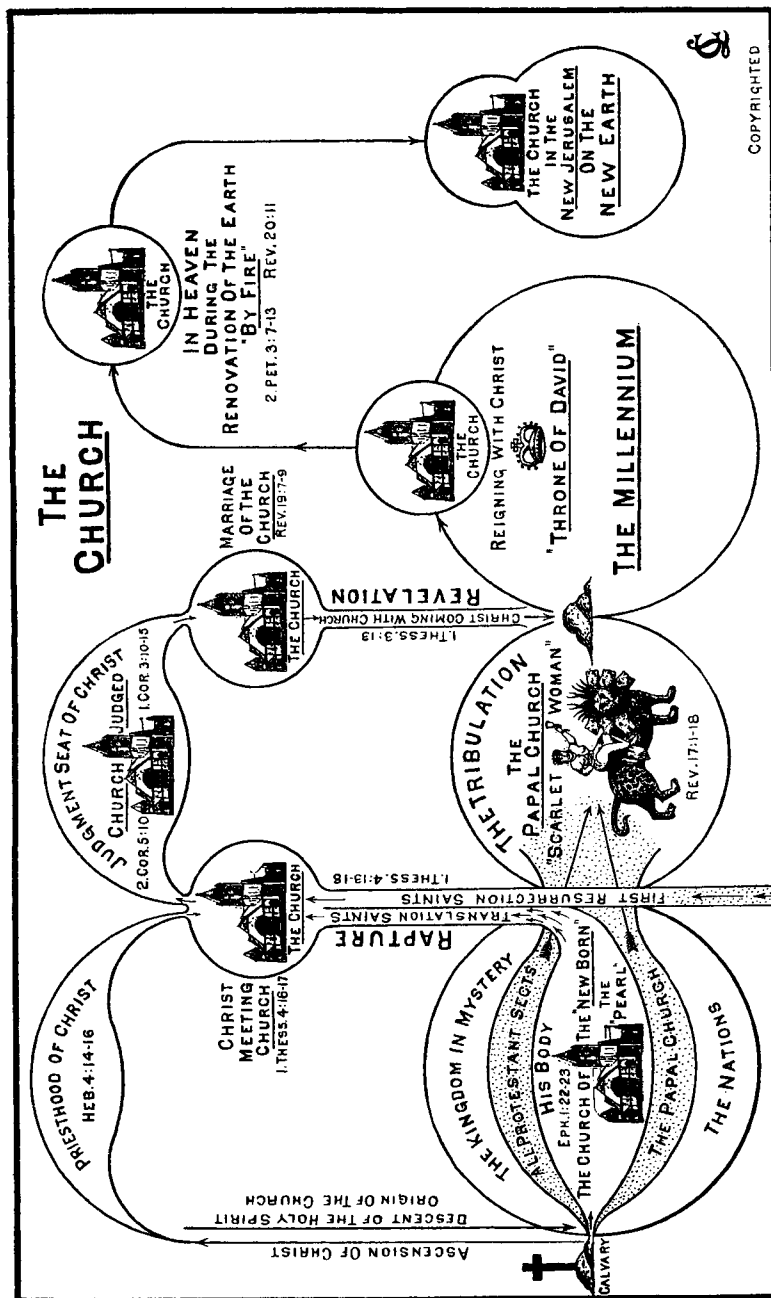 THE
CHURCH
PRIESTHOOD OF CHRIST
HEB. 4:14-16
ASCENSION OF CHRIST
DESCENT OF THE HOLY SPIRIT
ORIGIN OF THE CHURCH
CALVARY
THE KINGDOM IN MYSTERY
ALL PROTESTANT SECTS
HIS BODY
EPH. 1:22-23
THE CHURCH OF THE "NEW BORN"
THE
"PEARL"
THE PAPAL CHURCH
THE NATIONS
CHRIST
MEETING
CHURCH
1. THESS. 4:16-17
THE CHURCH
RAPTURE
TRANSLATION SAINTS
FIRST RESURRECTION SAINTS
1. THESS. 4:13-18
JUDGMENT SEAT OF CHRIST
CHURCH JUDGED
2. COR. 5:10
1. COR. 3:10-15
MARRIAGE
OF THE
CHURCH
REV. 19:7-9
THE CHURCH
REVELATION
CHRIST COMING WITH CHURCH
1. THESS. 3:13
THE TRIBULATION
THE
PAPAL CHURCH
"SCARLET WOMAN"
REV. 17:1-18
THE
CHURCH
REIGNING WITH CHRIST
"THRONE OF DAVID"
THE MILLENNIUM
THE
CHURCH
IN HEAVEN
DURING THE
RENOVATION OF THE EARTH
"BY FIRE"
2. PET. 3:7-13 REV. 20:11
THE CHURCH
IN THE
NEW JERUSALEM
ON THE
NEW EARTH
COPYRIGHTED